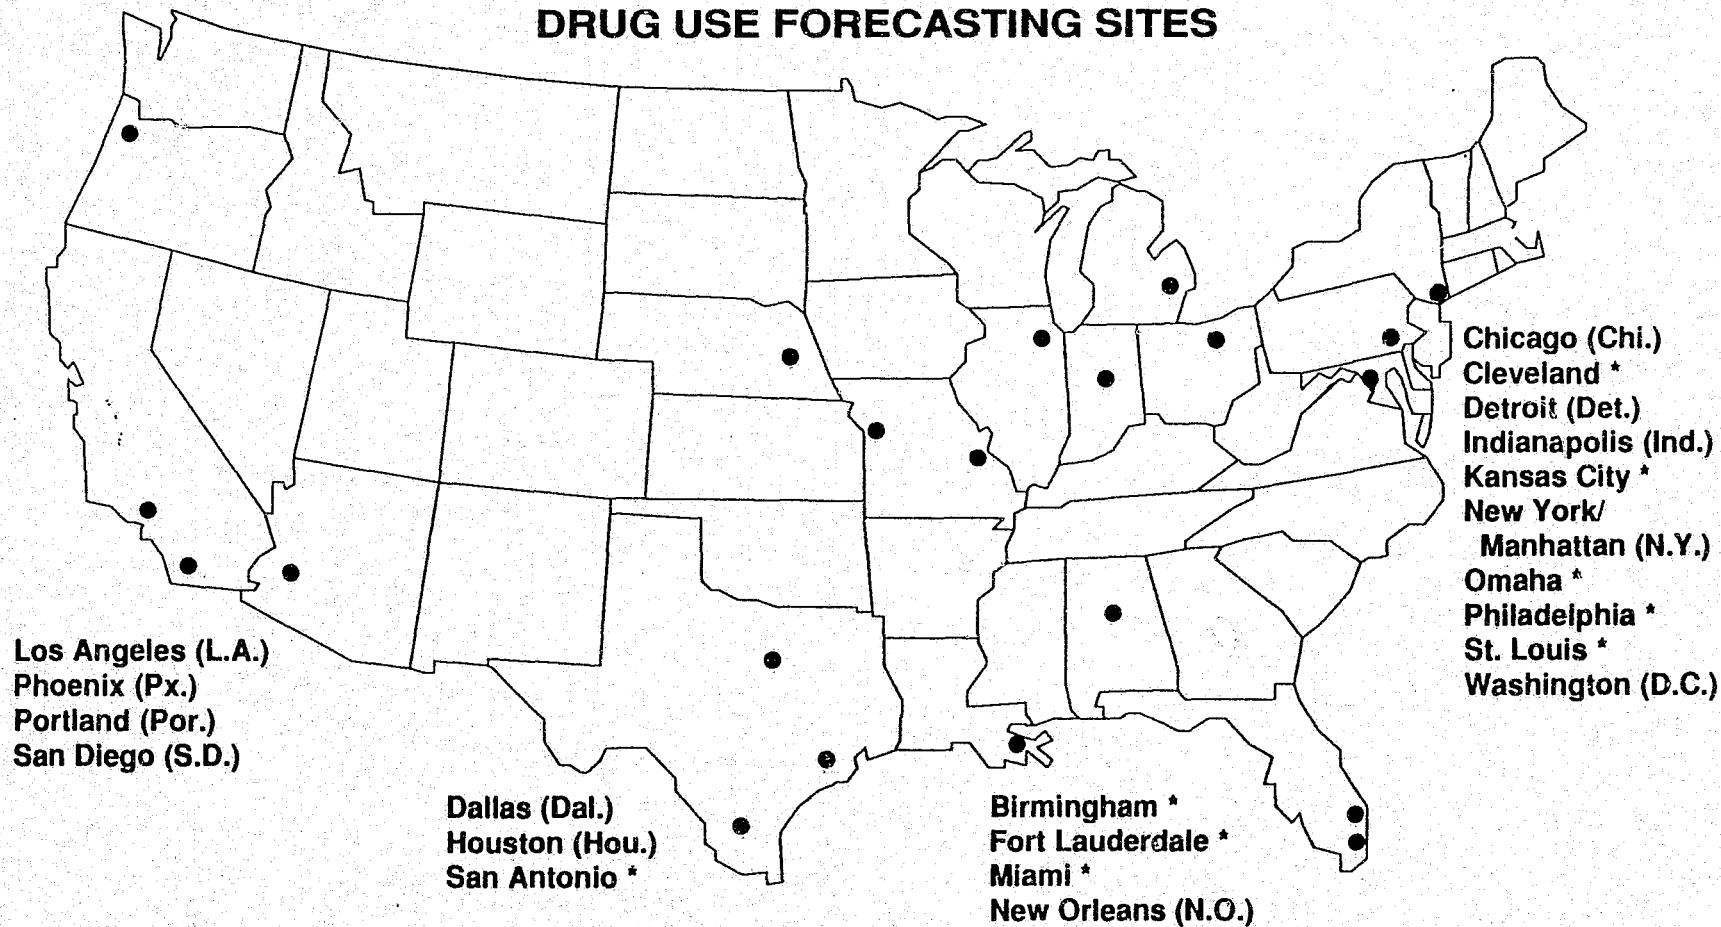 DRUG USE FORECASTING SITES
Chicago (Chi.)
Cleveland *
Detroit (Det.)
Indianapolis (Ind.)
Kansas City *
New York/
Manhattan (N.Y.)
Omaha *
Philadelphia *
St. Louis *
Washington (D.C.)
Los Angeles (L.A.)
Phoenix (Px.)
Portland (Por.)
San Diego (S.D.)
Dallas (Dal.)
Houston (Hou.)
San Antonio *
Birmingham *
Fort Lauderdale *
Miami *
New Orleans (N.O.)